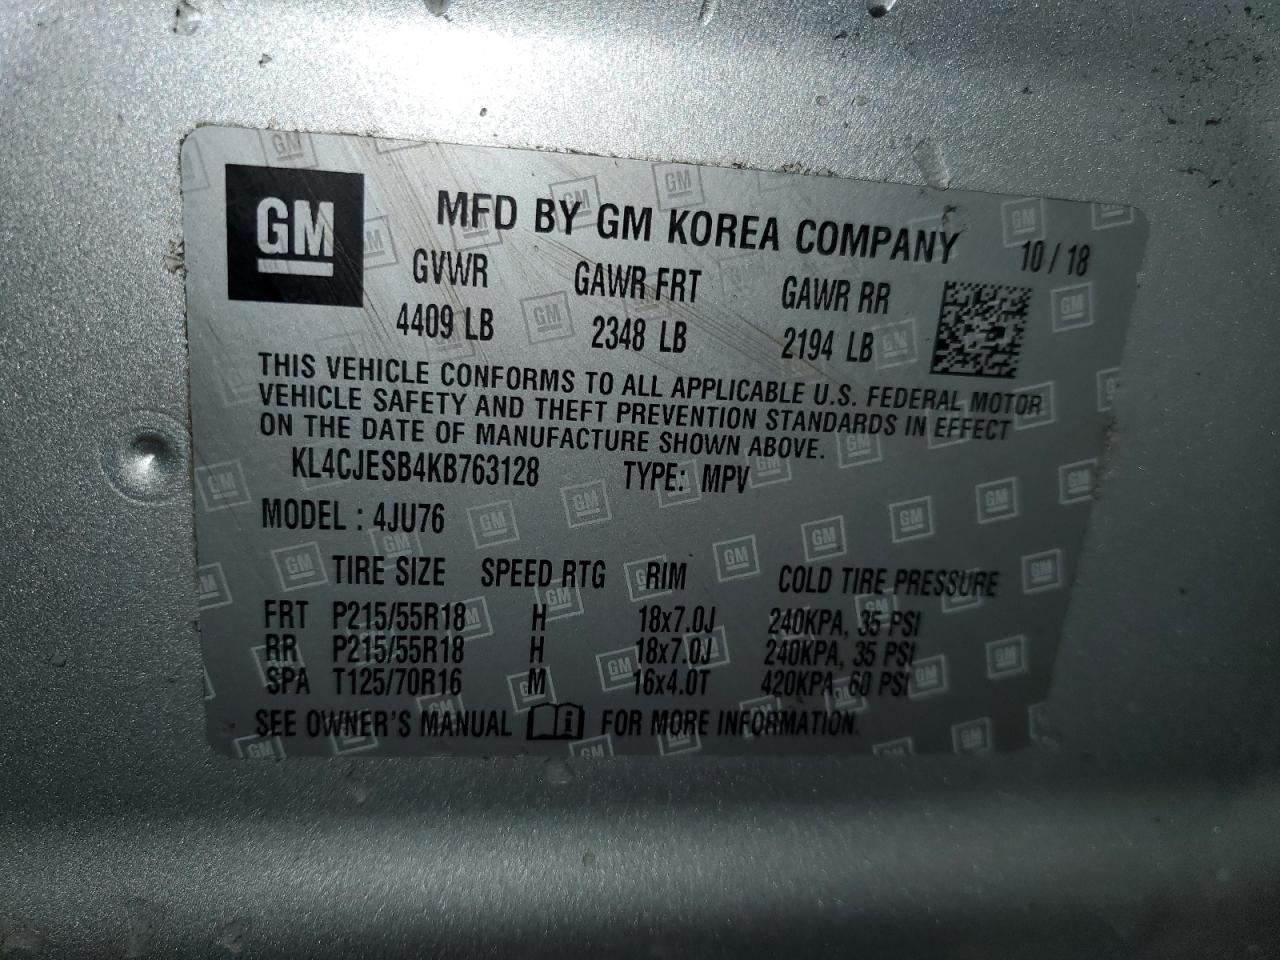 GM
MFD BY GM KOREA COMPANY 10 / 18
GVWR GAWR FRT GAWR RR
4409 LB 2348 LB 2194 LB
THIS VEHICLE CONFORMS TO ALL APPLICABLE U.S. FEDERAL MOTOR
VEHICLE SAFETY AND THEFT PREVENTION STANDARDS IN EFFECT
ON THE DATE OF MANUFACTURE SHOWN ABOVE.
KL4CJESB4KB763128 TYPE: MPV
MODEL : 4JU76
TIRE SIZE SPEED RTG RIM COLD TIRE PRESSURE
FRT P215/55R18 H 18x7.0J 240KPA, 35 PSI
RR P215/55R18 H 18x7.0J 240KPA, 35 PSI
SPA T125/70R16 M 16x4.0T 420KPA, 60 PSI
SEE OWNER'S MANUAL i FOR MORE INFORMATION.